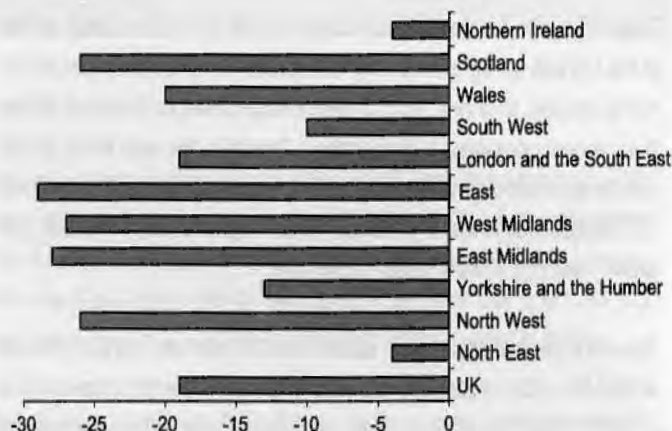 Northern Ireland
Scotland
Wales
South West
London and the South East
East
West Midlands
East Midlands
Yorkshire and the Humber
North West
North East
UK
-30 -25 -20 -15 -10 -5 0